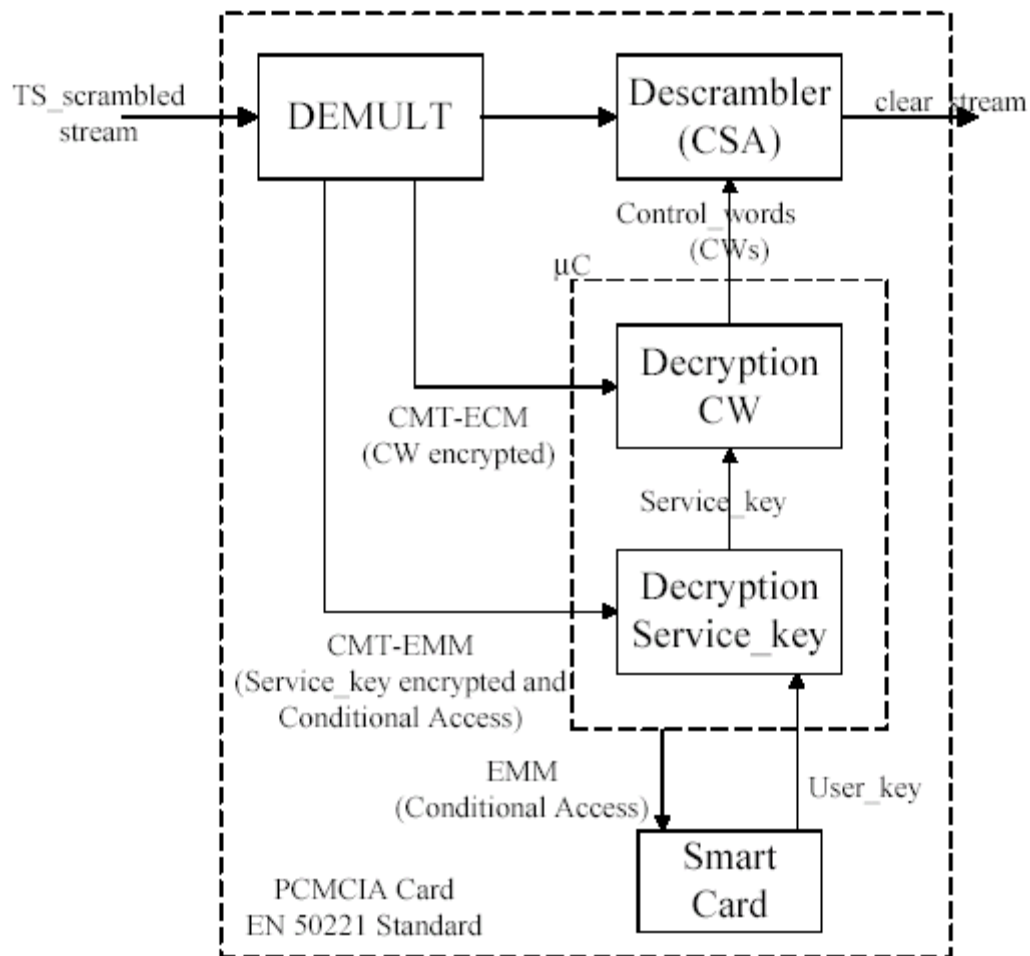 TS_scrambled
stream
DEMULT
Descrambler
(CSA)
clear_stream
Control_words
(CWs)
µC
Decryption
CW
CMT-ECM
(CW encrypted)
Service_key
Decryption
Service_key
CMT-EMM
(Service_key encrypted and
Conditional Access)
EMM
(Conditional Access)
User_key
Smart
Card
PCMCIA Card
EN 50221 Standard